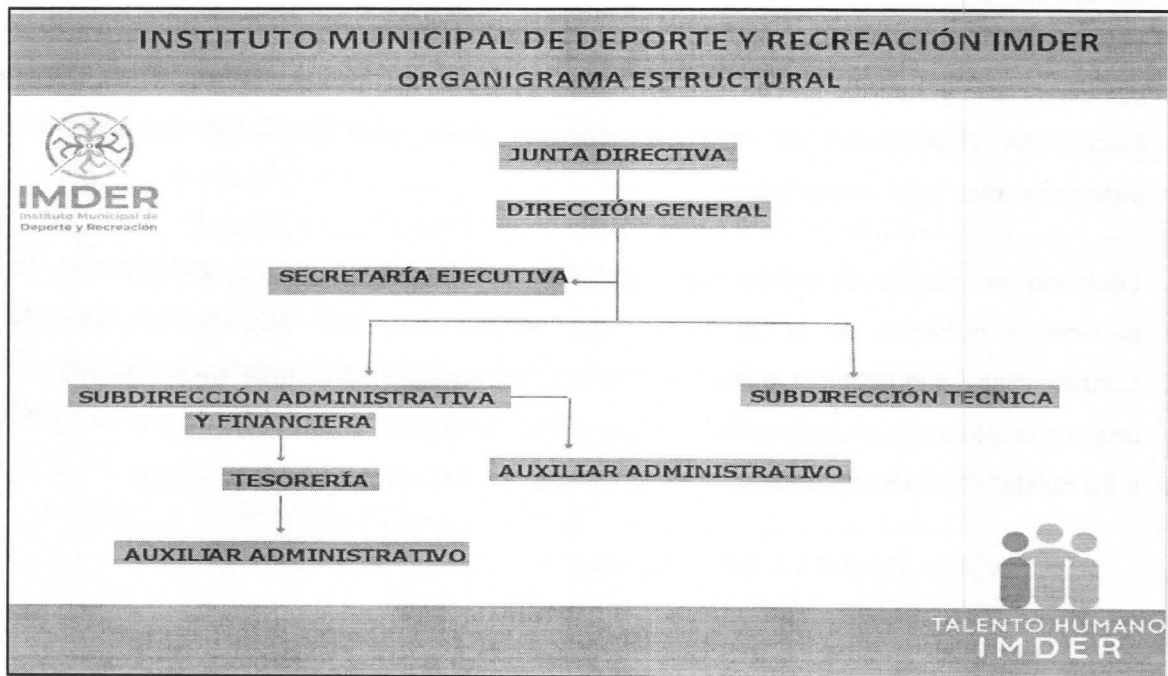 INSTITUTO MUNICIPAL DE DEPORTE Y RECREACIÓN IMDER
ORGANIGRAMA ESTRUCTURAL
IMDER
Instituto Municipal de
Deporte y Recreación
JUNTA DIRECTIVA
DIRECCIÓN GENERAL
SECRETARÍA EJECUTIVA
SUBDIRECCIÓN ADMINISTRATIVA
Y FINANCIERA
SUBDIRECCIÓN TECNICA
AUXILIAR ADMINISTRATIVO
TESORERÍA
AUXILIAR ADMINISTRATIVO
TALENTO HUMANO
IMDER